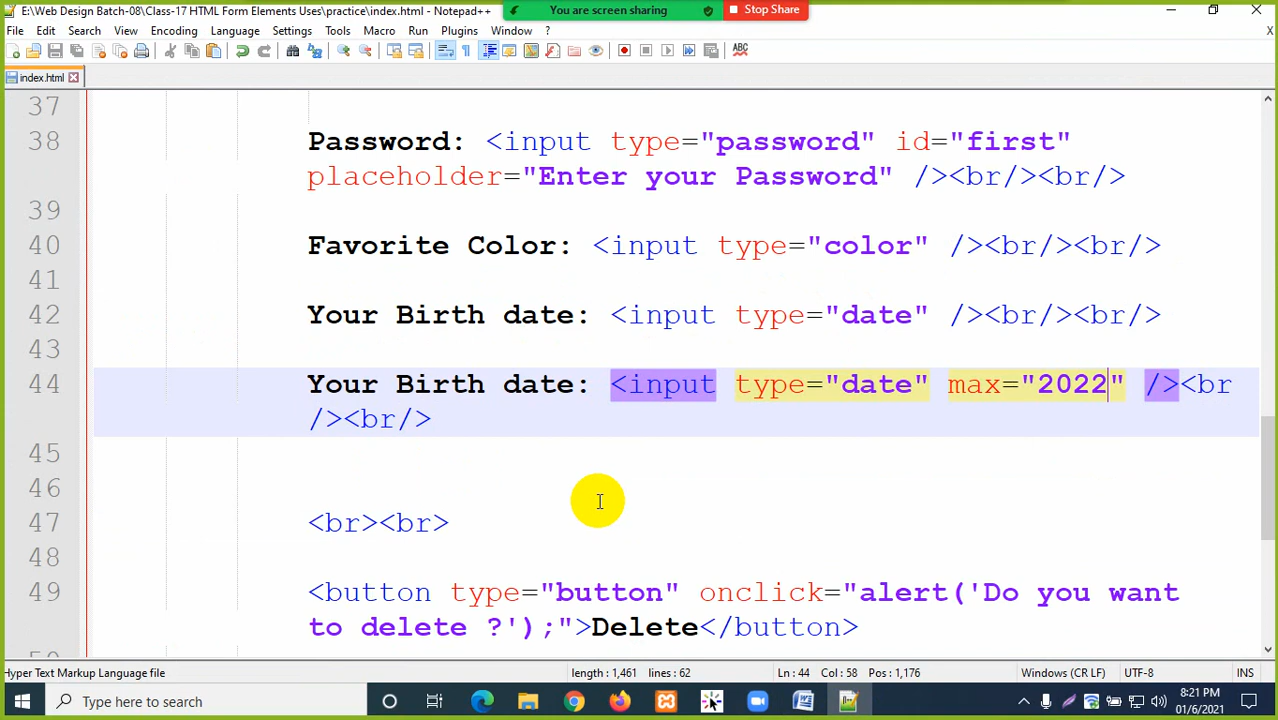 E:\Web Design Batch-08\Class-17 HTML Form Elements Uses\practice\index.html - Notepad++
You are screen sharing
Stop Share
File Edit Search View Encoding Language Settings Tools Macro Run Plugins Window ? X
index.html
37
38 Password: <input type="password" id="first"
placeholder="Enter your Password" /><br/><br/>
39
40 Favorite Color: <input type="color" /><br/><br/>
41
42 Your Birth date: <input type="date" /><br/><br/>
43
44 Your Birth date: <input type="date" max="2022" /><br
/><br/>
45
46
47 <br><br>
48
49 <button type="button" onclick="alert('Do you want
to delete ?');">Delete</button>
Hyper Text Markup Language file length : 1,461 lines : 62 Ln : 44 Col : 58 Pos : 1,176 Windows (CR LF) UTF-8 INS
Type here to search
8:21 PM
01/6/2021